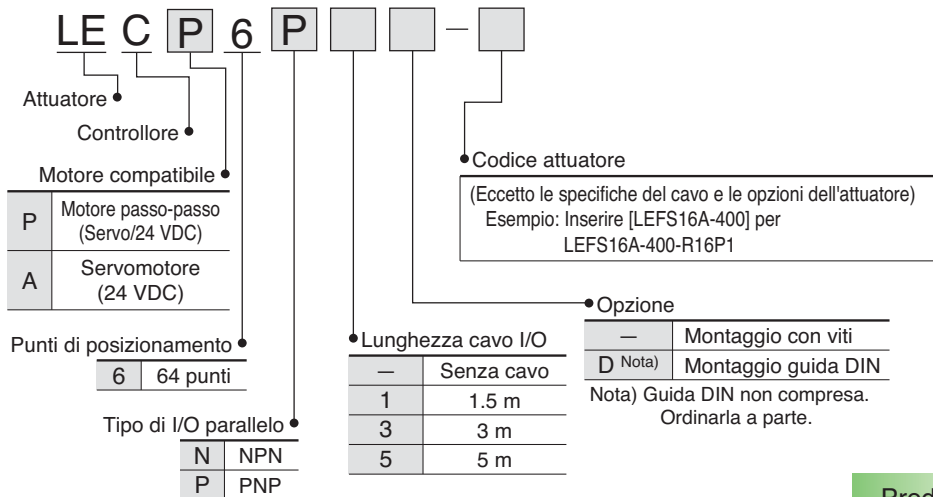 LE C P 6 P —
Attuatore
Controllore
Motore compatibile
P Motore passo-passo
(Servo/24 VDC)
A Servomotore
(24 VDC)
Punti di posizionamento
6 64 punti
Tipo di I/O parallelo
N NPN
P PNP
Lunghezza cavo I/O
— Senza cavo
1 1.5 m
3 3 m
5 5 m
Codice attuatore
(Eccetto le specifiche del cavo e le opzioni dell'attuatore)
Esempio: Inserire [LEFS16A-400] per
LEFS16A-400-R16P1
Opzione
— Montaggio con viti
D Nota) Montaggio guida DIN
Nota) Guida DIN non compresa.
Ordinarla a parte.